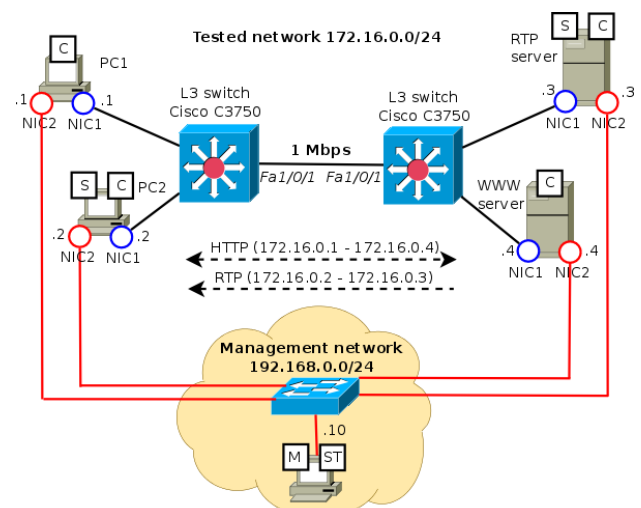 Tested network 172.16.0.0/24
S C
RTP
server
C
PC1
.1
.1
NIC2
NIC1
L3 switch
Cisco C3750
L3 switch
Cisco C3750
.3
.3
NIC1
NIC2
1 Mbps
Fa1/0/1 Fa1/0/1
S C
PC2
.2
.2
NIC2
NIC1
C
WWW
server
.4
.4
NIC1
NIC2
HTTP (172.16.0.1 - 172.16.0.4)
RTP (172.16.0.2 - 172.16.0.3)
Management network
192.168.0.0/24
.10
M ST